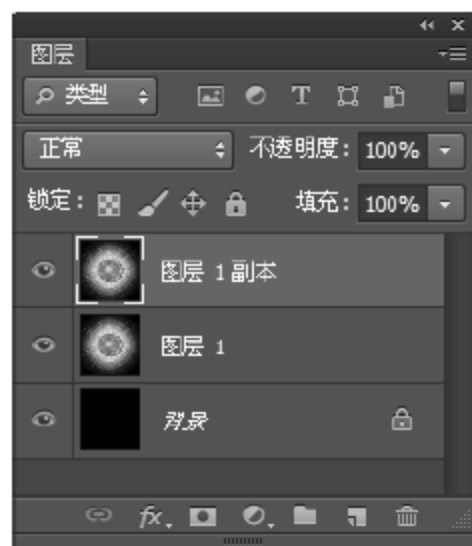 图层
类型
T
正常 不透明度: 100%
锁定: 填充: 100%
图层 1 副本
图层 1
背景
fx.